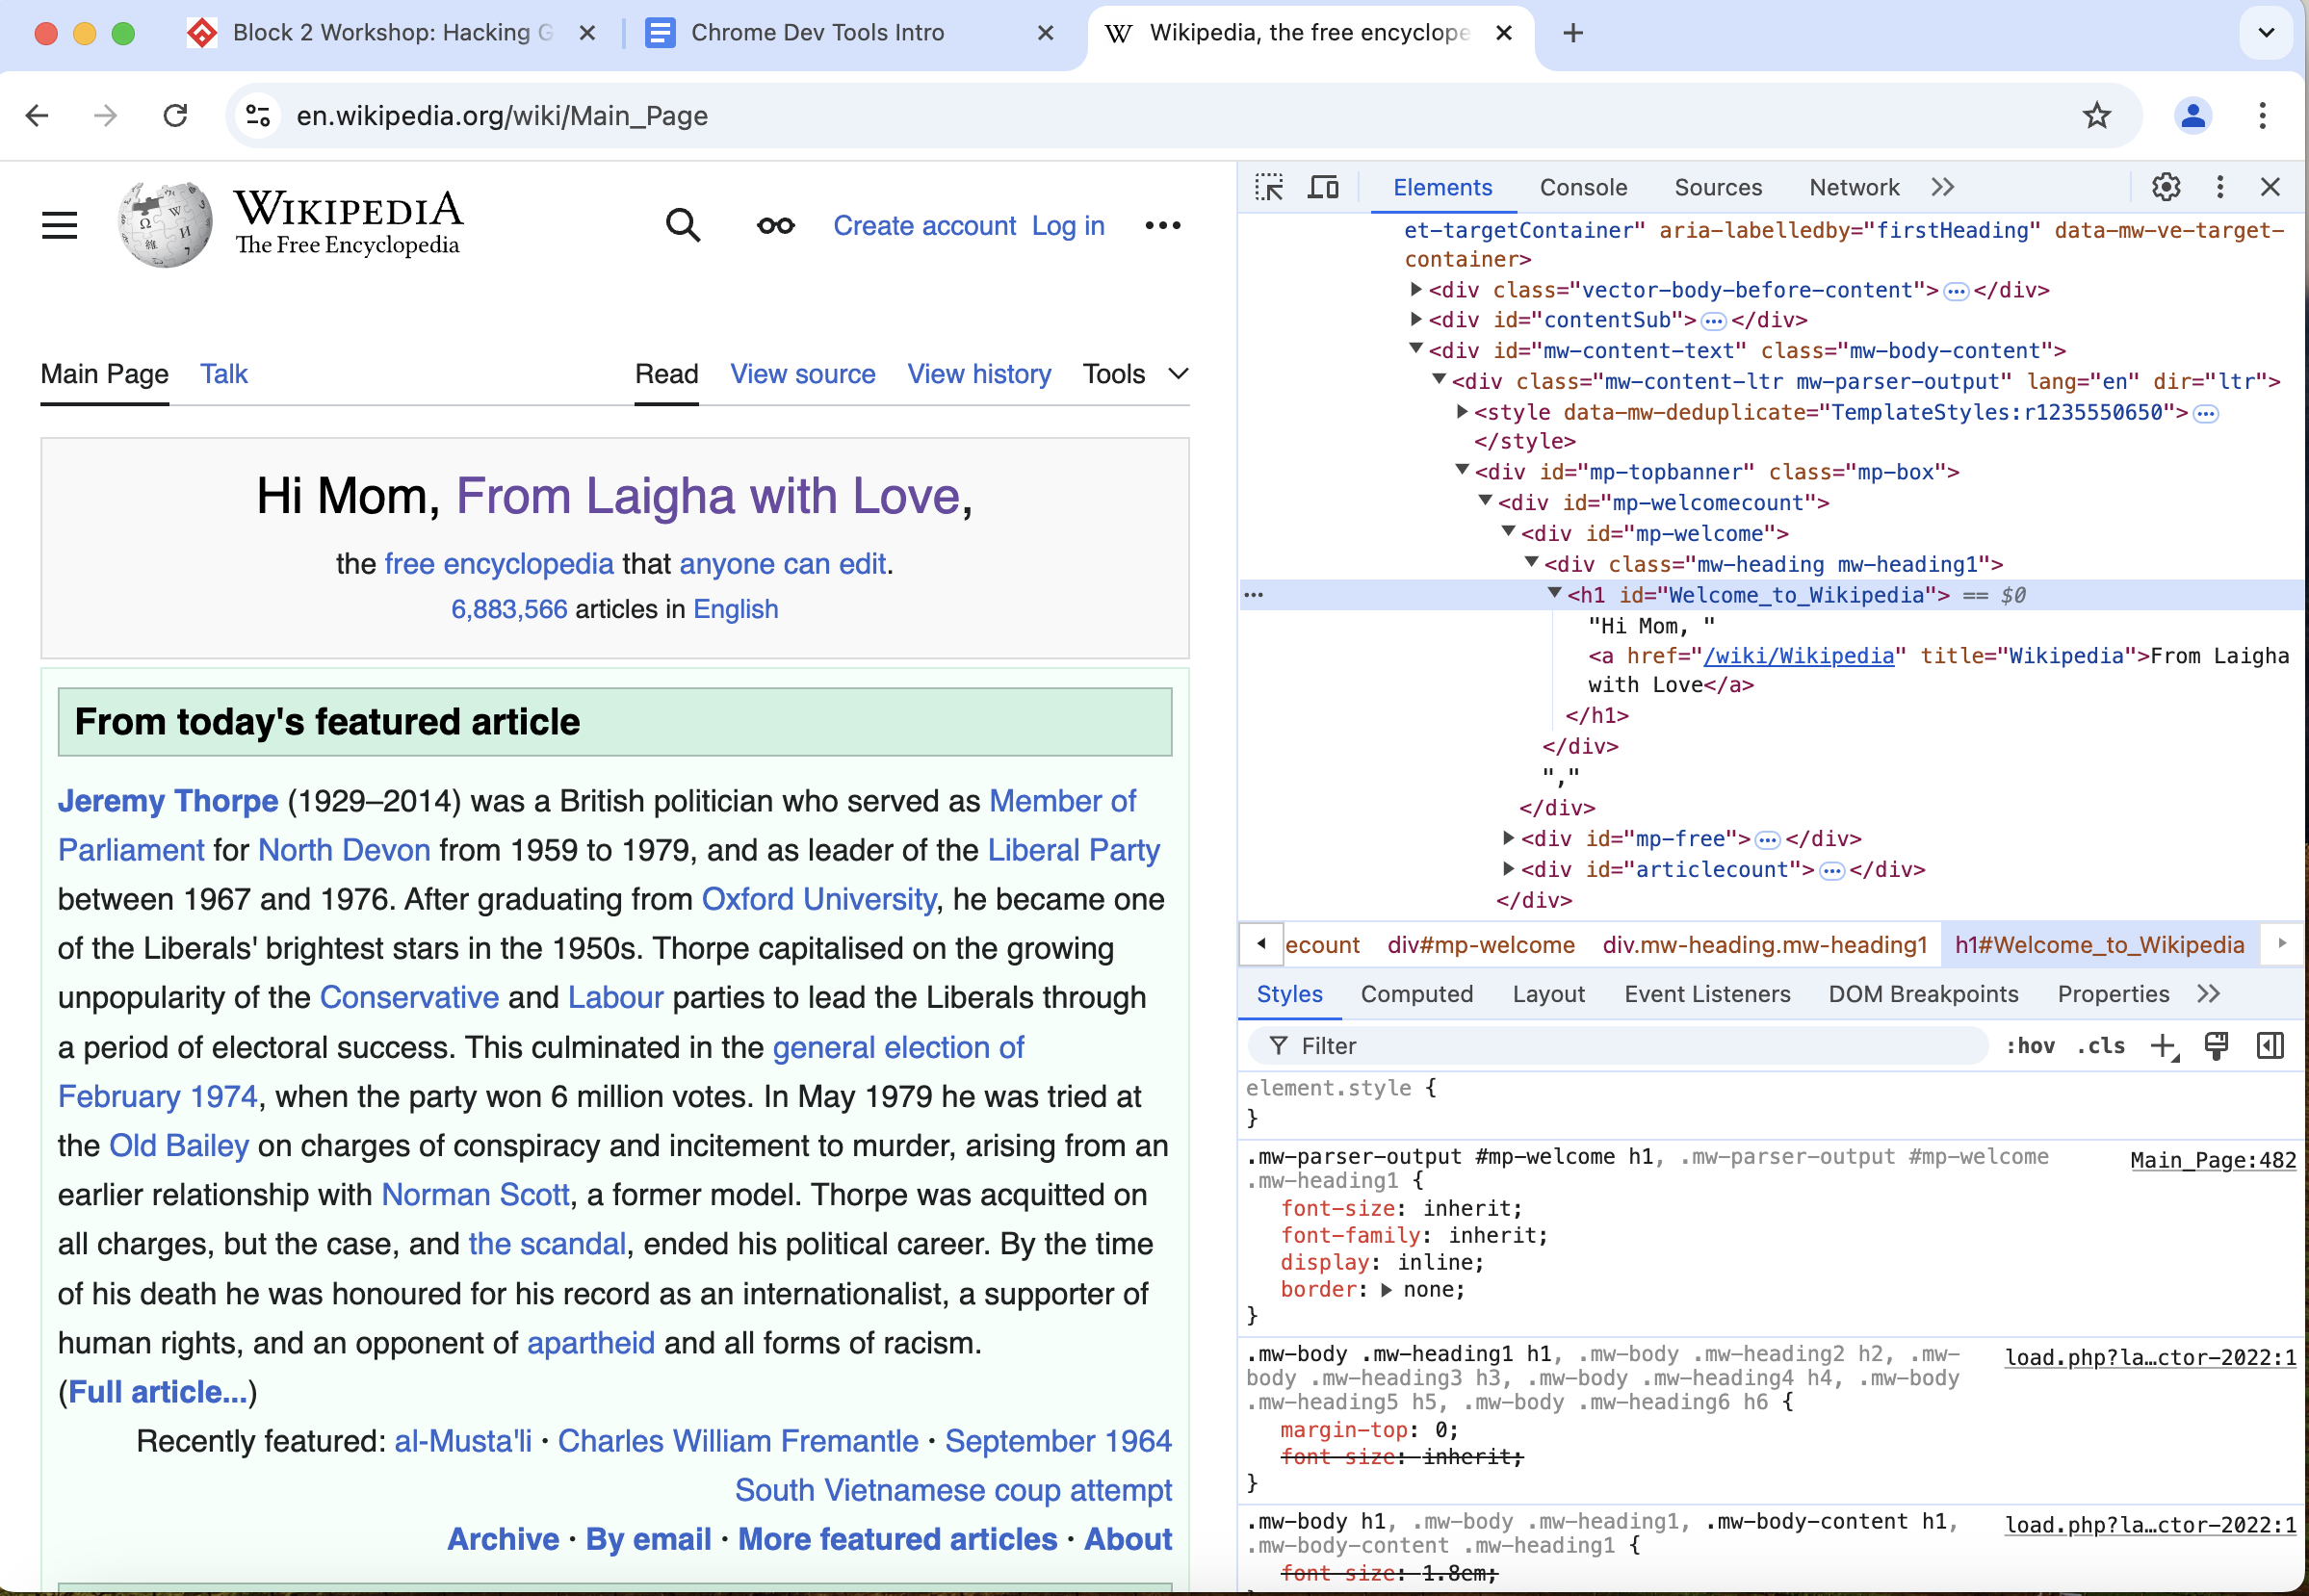 Block 2 Workshop: Hacking G
Chrome Dev Tools Intro
Wikipedia, the free encyclope
en.wikipedia.org/wiki/Main_Page
WIKIPEDIA
The Free Encyclopedia
Create account Log in
Main Page Talk Read View source View history Tools
Hi Mom, From Laigha with Love,
the free encyclopedia that anyone can edit.
6,883,566 articles in English
From today's featured article
Jeremy Thorpe (1929–2014) was a British politician who served as Member of
Parliament for North Devon from 1959 to 1979, and as leader of the Liberal Party
between 1967 and 1976. After graduating from Oxford University, he became one
of the Liberals' brightest stars in the 1950s. Thorpe capitalised on the growing
unpopularity of the Conservative and Labour parties to lead the Liberals through
a period of electoral success. This culminated in the general election of
February 1974, when the party won 6 million votes. In May 1979 he was tried at
the Old Bailey on charges of conspiracy and incitement to murder, arising from an
earlier relationship with Norman Scott, a former model. Thorpe was acquitted on
all charges, but the case, and the scandal, ended his political career. By the time
of his death he was honoured for his record as an internationalist, a supporter of
human rights, and an opponent of apartheid and all forms of racism.
(Full article...)
Recently featured: al-Musta'li · Charles William Fremantle · September 1964
South Vietnamese coup attempt
Archive · By email · More featured articles · About
Elements Console Sources Network
et-targetContainer" aria-labelledby="firstHeading" data-mw-ve-target-
container>
<div class="vector-body-before-content">…</div>
<div id="contentSub">…</div>
<div id="mw-content-text" class="mw-body-content">
<div class="mw-content-ltr mw-parser-output" lang="en" dir="ltr">
<style data-mw-deduplicate="TemplateStyles:r1235550650">…
</style>
<div id="mp-topbanner" class="mp-box">
<div id="mp-welcomecount">
<div id="mp-welcome">
<div class="mw-heading mw-heading1">
<h1 id="Welcome_to_Wikipedia"> == $0
"Hi Mom, "
<a href="/wiki/Wikipedia" title="Wikipedia">From Laigha
with Love</a>
</h1>
</div>
","
</div>
<div id="mp-free">…</div>
<div id="articlecount">…</div>
</div>
ecount div#mp-welcome div.mw-heading.mw-heading1 h1#Welcome_to_Wikipedia
Styles Computed Layout Event Listeners DOM Breakpoints Properties
Filter :hov .cls
element.style {
}
.mw-parser-output #mp-welcome h1, .mw-parser-output #mp-welcome Main_Page:482
.mw-heading1 {
font-size: inherit;
font-family: inherit;
display: inline;
border: none;
}
.mw-body .mw-heading1 h1, .mw-body .mw-heading2 h2, .mw- load.php?la…ctor-2022:1
body .mw-heading3 h3, .mw-body .mw-heading4 h4, .mw-body
.mw-heading5 h5, .mw-body .mw-heading6 h6 {
margin-top: 0;
font-size: inherit;
}
.mw-body h1, .mw-body .mw-heading1, .mw-body-content h1, load.php?la…ctor-2022:1
.mw-body-content .mw-heading1 {
font-size: 1.8em;